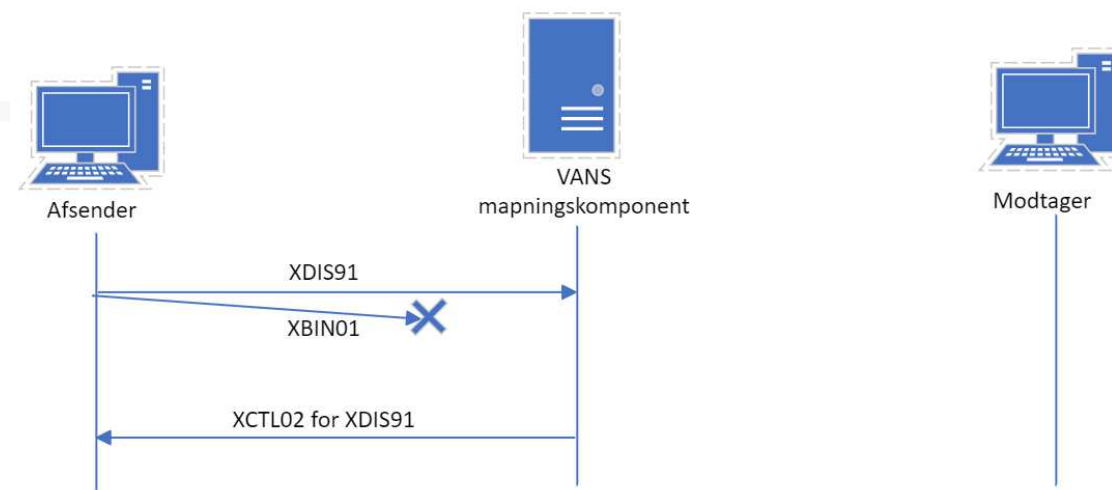 VANS
mapningskomponent
Afsender
Modtager
XDIS91
XBIN01
XCTL02 for XDIS91